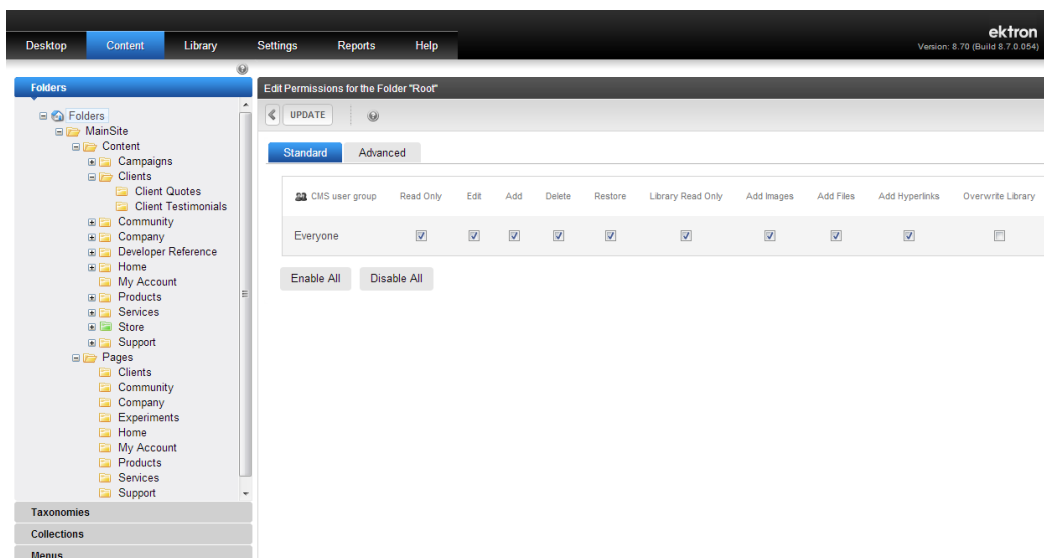 ektron
Desktop Content Library Settings Reports Help
Version: 8.70 (Build 8.7.0.054)
Folders
Edit Permissions for the Folder "Root"
UPDATE
Folders
MainSite
Content
Campaigns
Clients
Client Quotes
Client Testimonials
Community
Company
Developer Reference
Home
My Account
Products
Services
Store
Support
Pages
Clients
Community
Company
Experiments
Home
My Account
Products
Services
Support
Taxonomies
Collections
Menus
Standard Advanced
CMS user group Read Only Edit Add Delete Restore Library Read Only Add Images Add Files Add Hyperlinks Overwrite Library
Everyone
Enable All Disable All